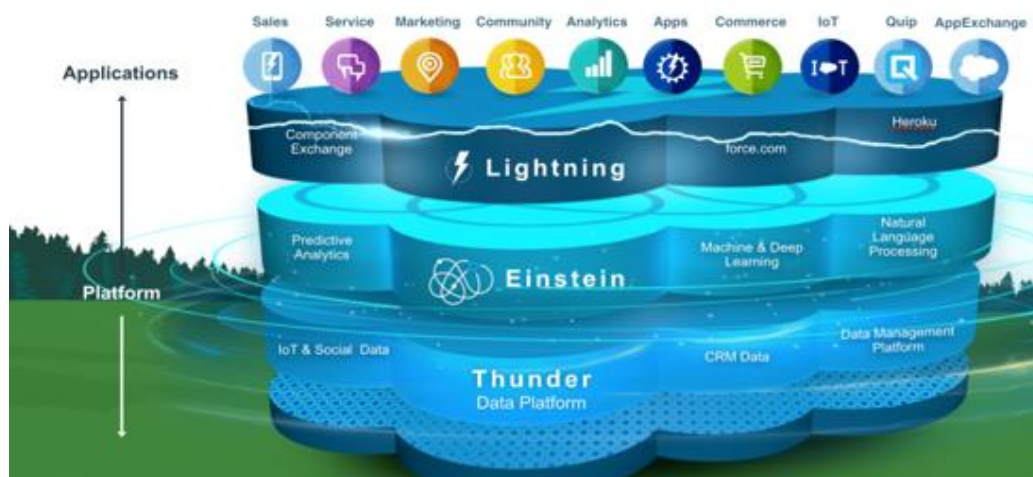 Sales Service Marketing Community Analytics Apps Commerce IoT Quip AppExchange
Applications
I T
Component
Exchange
Heroku
force.com
Lightning
Predictive
Analytics
Natural
Language
Processing
Machine & Deep
Learning
Einstein
Platform
IoT & Social Data
Data Management
Platform
CRM Data
Thunder
Data Platform